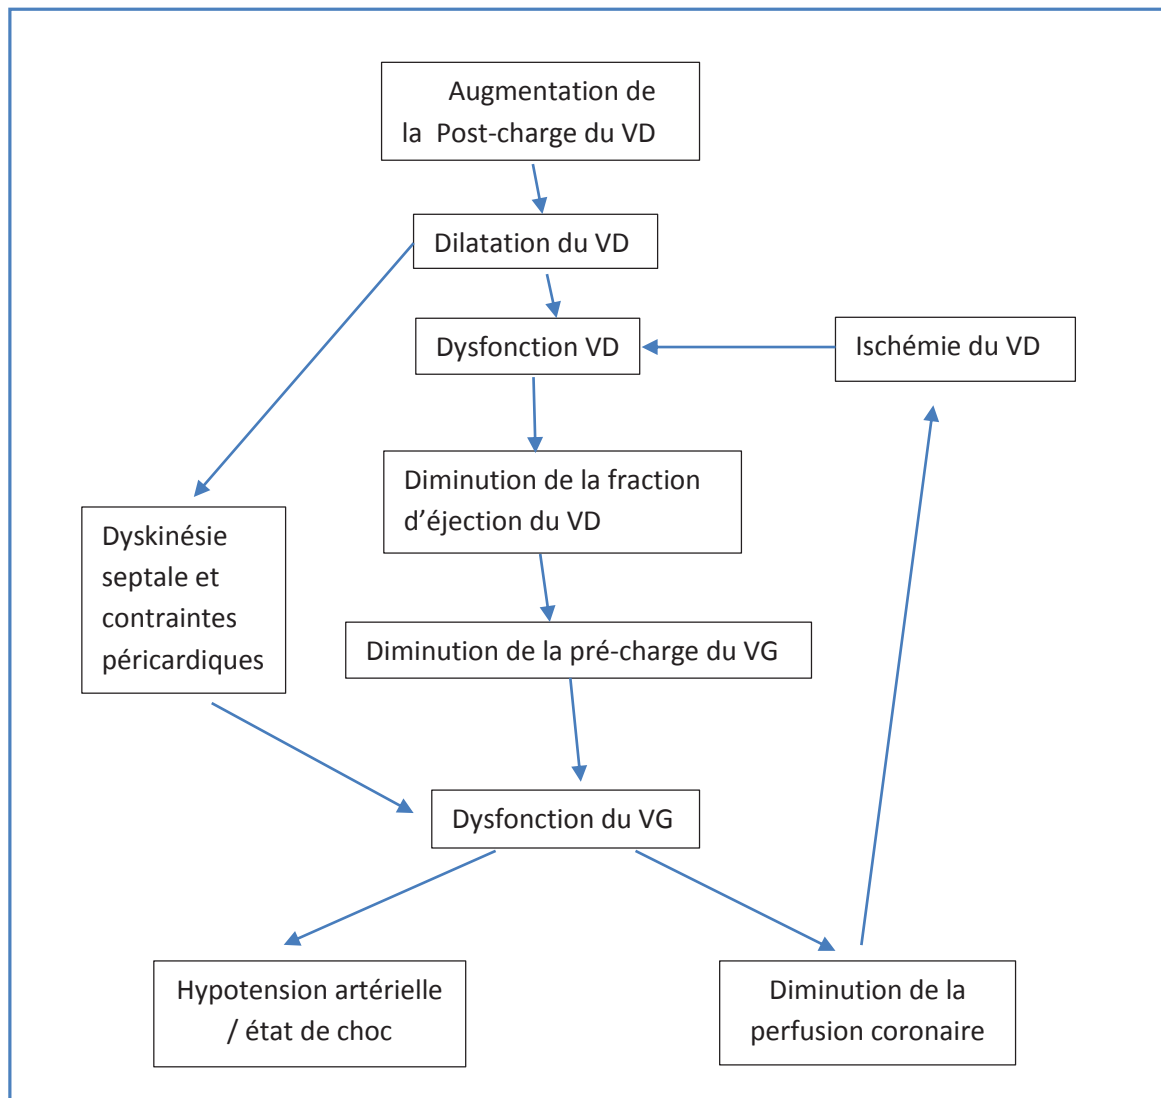 Augmentation de
la Post-charge du VD
Dilatation du VD
Dysfonction VD
Ischémie du VD
Diminution de la fraction
d’éjection du VD
Dyskinésie
septale et
contraintes
péricardiques
Diminution de la pré-charge du VG
Dysfonction du VG
Hypotension artérielle
/ état de choc
Diminution de la
perfusion coronaire